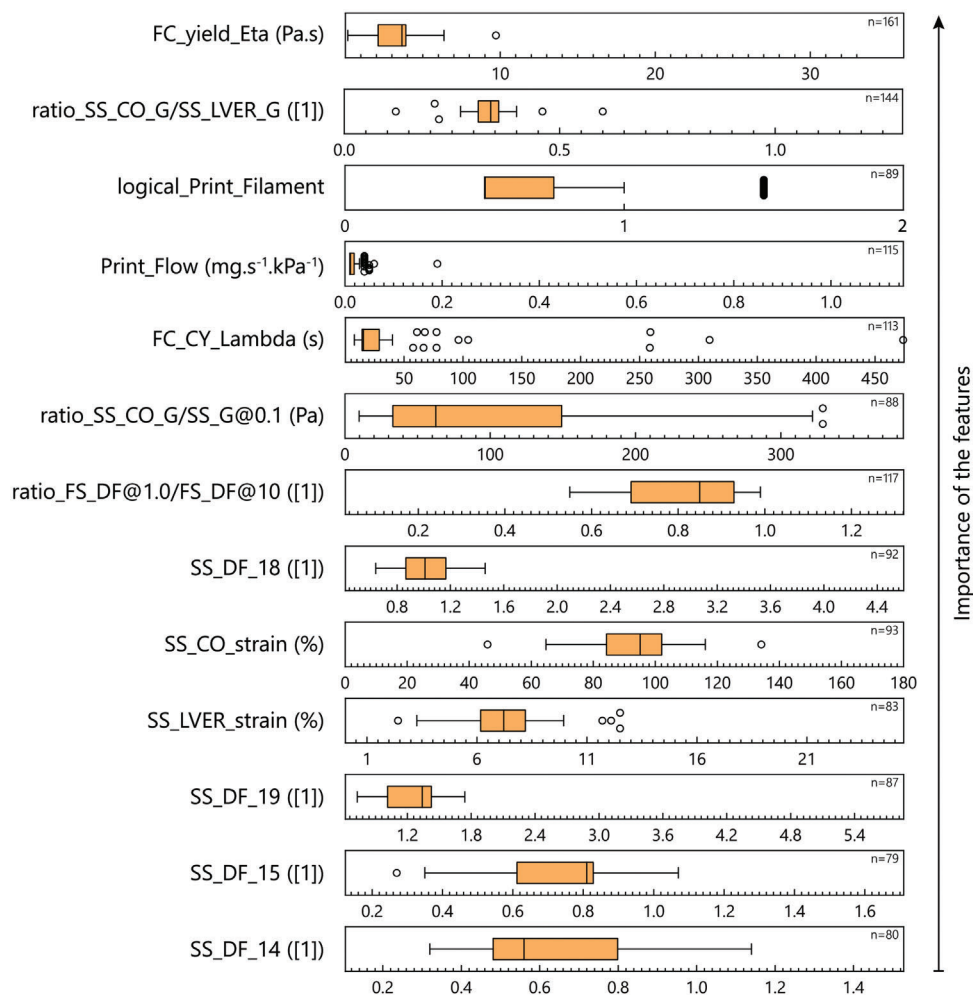 FC_yield_Eta (Pa.s)
n=161
10 20 30
ratio_SS_CO_G/SS_LVER_G ([1])
n=144
0.0 0.5 1.0
logical_Print_Filament
n=89
0 1 2
Print_Flow (mg.s⁻¹.kPa⁻¹)
n=115
0.0 0.2 0.4 0.6 0.8 1.0
FC_CY_Lambda (s)
n=113
50 100 150 200 250 300 350 400 450
ratio_SS_CO_G/SS_G@0.1 (Pa)
n=88
0 100 200 300
ratio_FS_DF@1.0/FS_DF@10 ([1])
n=117
0.2 0.4 0.6 0.8 1.0 1.2
SS_DF_18 ([1])
n=92
0.8 1.2 1.6 2.0 2.4 2.8 3.2 3.6 4.0 4.4
SS_CO_strain (%)
n=93
0 20 40 60 80 100 120 140 160 180
SS_LVER_strain (%)
n=83
1 6 11 16 21
SS_DF_19 ([1])
n=87
1.2 1.8 2.4 3.0 3.6 4.2 4.8 5.4
SS_DF_15 ([1])
n=79
0.2 0.4 0.6 0.8 1.0 1.2 1.4 1.6
SS_DF_14 ([1])
n=80
0.2 0.4 0.6 0.8 1.0 1.2 1.4
Importance of the features